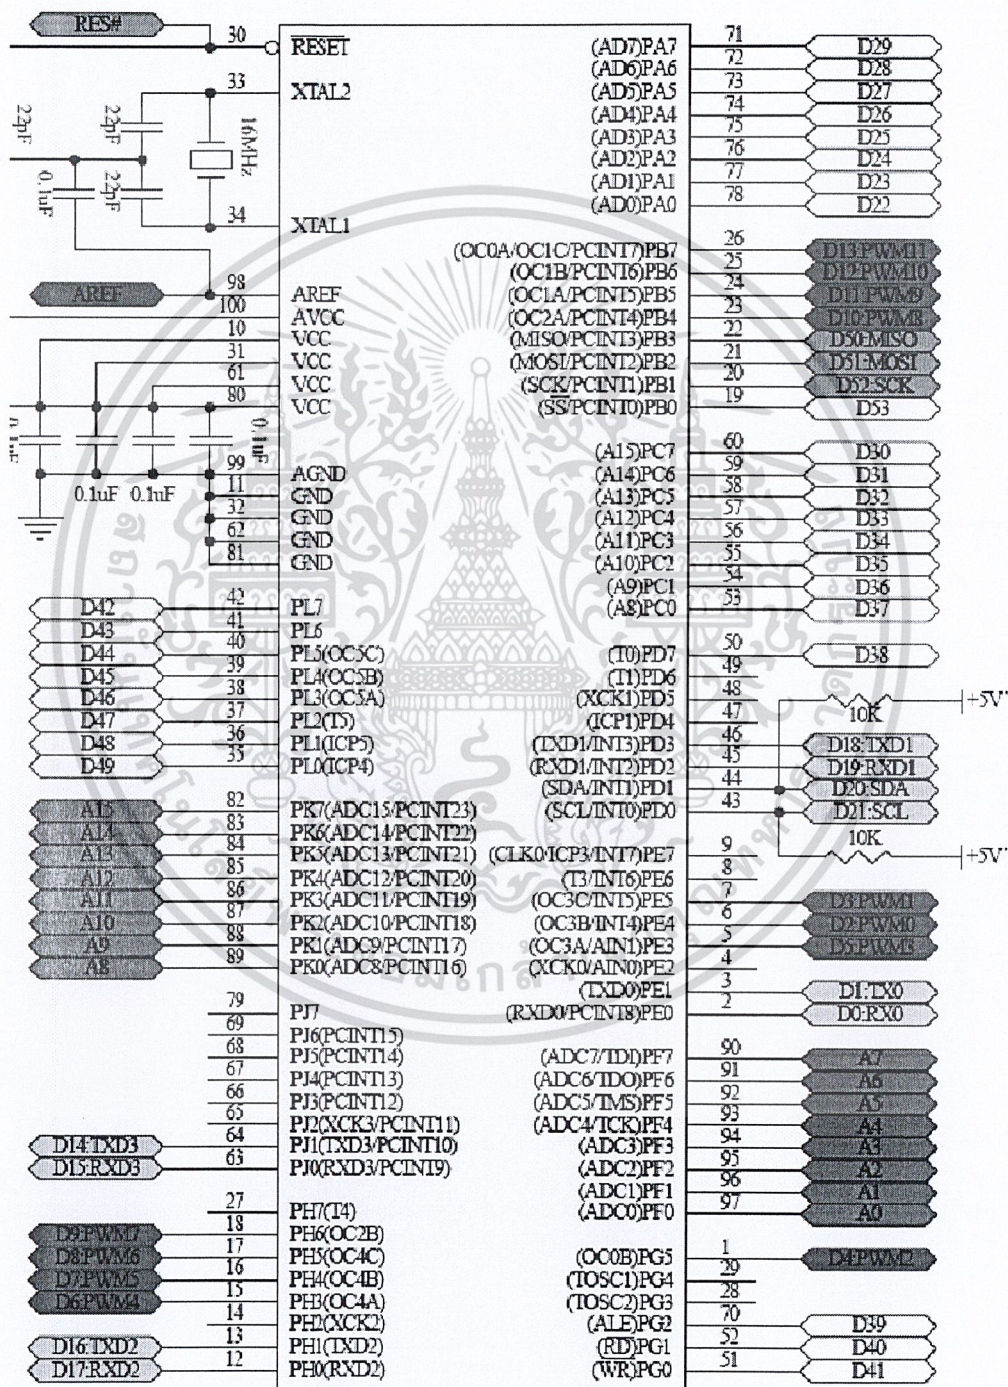 RES#
30 RESET
33 XTAL2
22pF
22pF
16MHz
0.1uF
22pF
34 XTAL1
AREF 98 AREF
100 AVCC
10 VCC
31 VCC
61 VCC
80 VCC
0.1uF
0.1uF 0.1uF
99 AGND
11 GND
32 GND
62 GND
81 GND
D42 42 PL7
D43 41 PL6
D44 40 PL5(OC5C)
D45 39 PL4(OC5B)
D46 38 PL3(OC5A)
D47 37 PL2(T5)
D48 36 PL1(ICP5)
D49 35 PL0(ICP4)
A15 82 PK7(ADC15/PCINT23)
A14 83 PK6(ADC14/PCINT22)
A13 84 PK5(ADC13/PCINT21)
A12 85 PK4(ADC12/PCINT20)
A11 86 PK3(ADC11/PCINT19)
A10 87 PK2(ADC10/PCINT18)
A9 88 PK1(ADC9/PCINT17)
A8 89 PK0(ADC8/PCINT16)
79 PJ7
69 PJ6(PCINT15)
68 PJ5(PCINT14)
67 PJ4(PCINT13)
66 PJ3(PCINT12)
65 PJ2(XCK3/PCINT11)
D14:TXD3 64 PJ1(TXD3/PCINT10)
D15:RXD3 63 PJ0(RXD3/PCINT9)
27 PH7(T4)
D9:PWM7 18 PH6(OC2B)
D8:PWM6 17 PH5(OC4C)
D7:PWM5 16 PH4(OC4B)
D6:PWM4 15 PH3(OC4A)
14 PH2(XCK2)
D16:TXD2 13 PH1(TXD2)
D17:RXD2 12 PH0(RXD2)
(AD7)PA7 71 D29
(AD6)PA6 72 D28
(AD5)PA5 73 D27
(AD4)PA4 74 D26
(AD3)PA3 75 D25
(AD2)PA2 76 D24
(AD1)PA1 77 D23
(AD0)PA0 78 D22
(OC0A/OC1C/PCINT7)PB7 26 D13:PWM11
(OC1B/PCINT6)PB6 25 D12:PWM10
(OC1A/PCINT5)PB5 24 D11:PWM9
(OC2A/PCINT4)PB4 23 D10:PWM8
(MISO/PCINT3)PB3 22 D50:MISO
(MOSI/PCINT2)PB2 21 D51:MOSI
(SCK/PCINT1)PB1 20 D52:SCK
(SS/PCINT0)PB0 19 D53
(A15)PC7 60 D30
(A14)PC6 59 D31
(A13)PC5 58 D32
(A12)PC4 57 D33
(A11)PC3 56 D34
(A10)PC2 55 D35
(A9)PC1 54 D36
(A8)PC0 53 D37
(T0)PD7 50 D38
(T1)PD6 49
(XCK1)PD5 48
10K +5V
(ICP1)PD4 47
(TXD1/INT3)PD3 46 D18:TXD1
(RXD1/INT2)PD2 45 D19:RXD1
(SDA/INT1)PD1 44 D20:SDA
(SCL/INT0)PD0 43 D21:SCL
10K +5V
(CLK0/ICP3/INT7)PE7 9
(T3/INT6)PE6 8
(OC3C/INT5)PE5 7 D3:PWM1
(OC3B/INT4)PE4 6 D2:PWM0
(OC3A/AIN1)PE3 5 D5:PWM3
(XCK0/AIN0)PE2 4
(TXD0)PE1 3 D1:TX0
(RXD0/PCINT8)PE0 2 D0:RX0
(ADC7/TDI)PF7 90 A7
(ADC6/TDO)PF6 91 A6
(ADC5/TMS)PF5 92 A5
(ADC4/TCK)PF4 93 A4
(ADC3)PF3 94 A3
(ADC2)PF2 95 A2
(ADC1)PF1 96 A1
(ADC0)PF0 97 A0
(OC0B)PG5 1 D4:PWM2
(TOSC1)PG4 29
(TOSC2)PG3 28
(ALE)PG2 70 D39
(RD)PG1 52 D40
(WR)PG0 51 D41